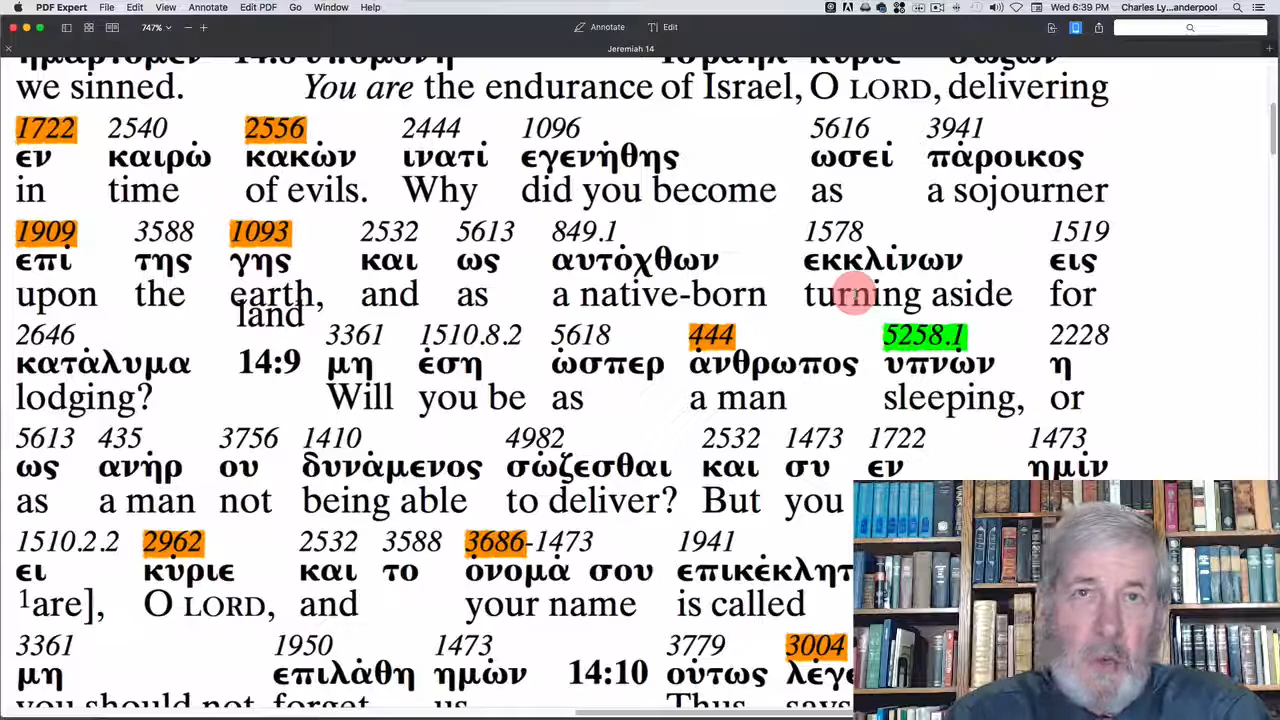 PDF Expert File Edit View Annotate Edit PDF Go Window Help Wed 6:39 PM Charles Ly...anderpool
747% Annotate Edit
Jeremiah 14
we sinned. You are the endurance of Israel, O LORD, delivering
1722 2540 2556 2444 1096 5616 3941
εν καιρώ κακών ινατί εγενήθης ωσεί πάροικος
in time of evils. Why did you become as a sojourner
1909 3588 1093 2532 5613 849.1 1578 1519
επί της γης και ως αυτόχθων εκκλίνων εις
upon the earth, and as a native-born turning aside for
land
2646 3361 1510.8.2 5618 444 5258.1 2228
κατάλυμα 14:9 μη έση ώσπερ άνθρωπος υπνών η
lodging? Will you be as a man sleeping, or
5613 435 3756 1410 4982 2532 1473 1722 1473
ως ανήρ ου δυνάμενος σώζεσθαι και συ εν ημίν
as a man not being able to deliver? But you
1510.2.2 2962 2532 3588 3686-1473 1941
ει κύριε και το όνομά σου επικέκλητ
1are], O LORD, and your name is called
3361 1950 1473 3779 3004
μη επιλάθη ημών 14:10 ούτως λέγε
you should not forget us. Thus says